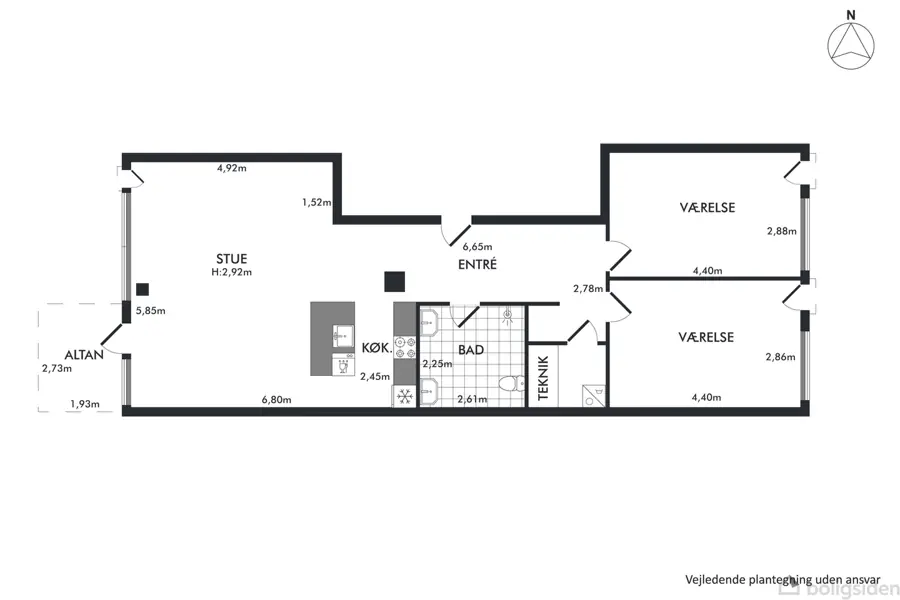 N
4,92m
1,52m
VÆRELSE
2,88m
STUE
H:2,92m
6,65m
ENTRÉ
4,40m
2,78m
5,85m
ALTAN
2,73m
KØK.
BAD
VÆRELSE
2,86m
2,25m
2,45m
TEKNIK
1,93m
6,80m
2,61m
4,40m
Vejledende plantegning uden ansvar
boligsiden